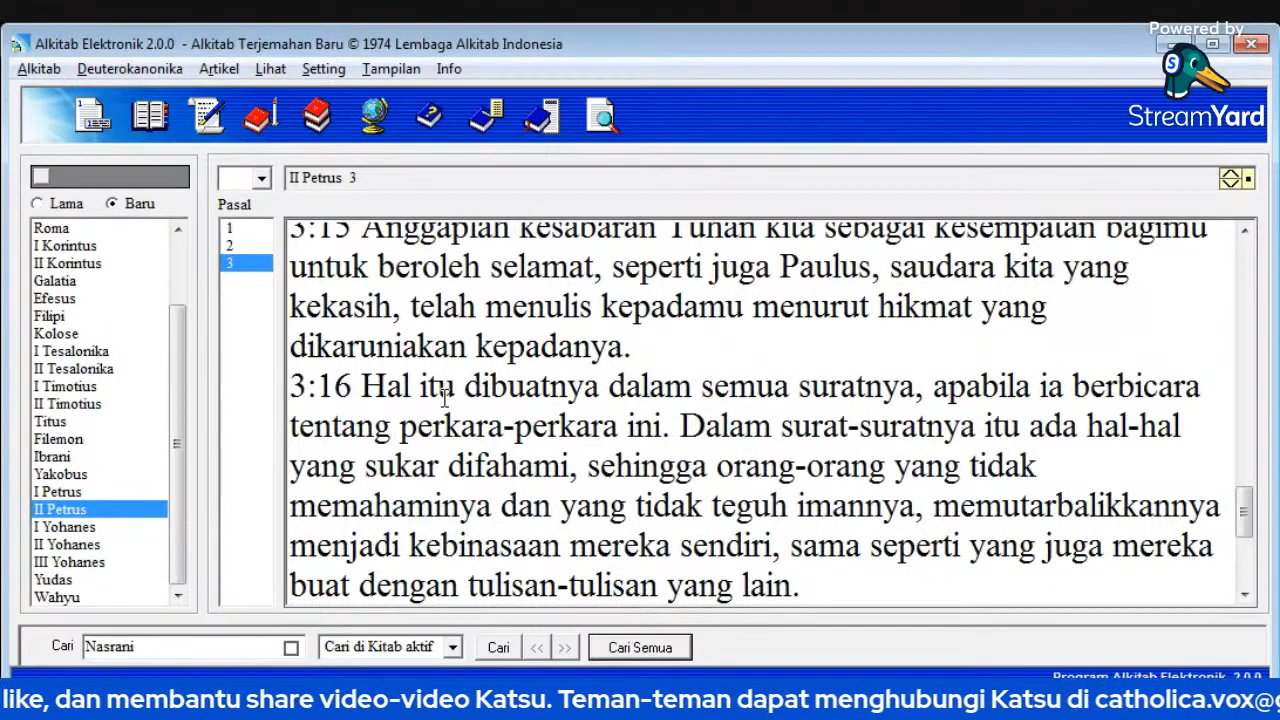 Powered by
StreamYard
Alkitab Elektronik 2.0.0 - Alkitab Terjemahan Baru © 1974 Lembaga Alkitab Indonesia
Alkitab Deuterokanonika Artikel Lihat Setting Tampilan Info
II Petrus 3
Lama Baru
Pasal
Roma
I Korintus
II Korintus
Galatia
Efesus
Filipi
Kolose
I Tesalonika
II Tesalonika
I Timotius
II Timotius
Titus
Filemon
Ibrani
Yakobus
I Petrus
II Petrus
I Yohanes
II Yohanes
III Yohanes
Yudas
Wahyu
1
2
3
3:15 Anggaplah kesabaran Tuhan kita sebagai kesempatan bagimu
untuk beroleh selamat, seperti juga Paulus, saudara kita yang
kekasih, telah menulis kepadamu menurut hikmat yang
dikaruniakan kepadanya.
3:16 Hal itu dibuatnya dalam semua suratnya, apabila ia berbicara
tentang perkara-perkara ini. Dalam surat-suratnya itu ada hal-hal
yang sukar difahami, sehingga orang-orang yang tidak
memahaminya dan yang tidak teguh imannya, memutarbalikkannya
menjadi kebinasaan mereka sendiri, sama seperti yang juga mereka
buat dengan tulisan-tulisan yang lain.
Cari Nasrani Cari di Kitab aktif Cari << >> Cari Semua
Program Alkitab Elektronik 2.0.0
like, dan membantu share video-video Katsu. Teman-teman dapat menghubungi Katsu di catholica.vox@